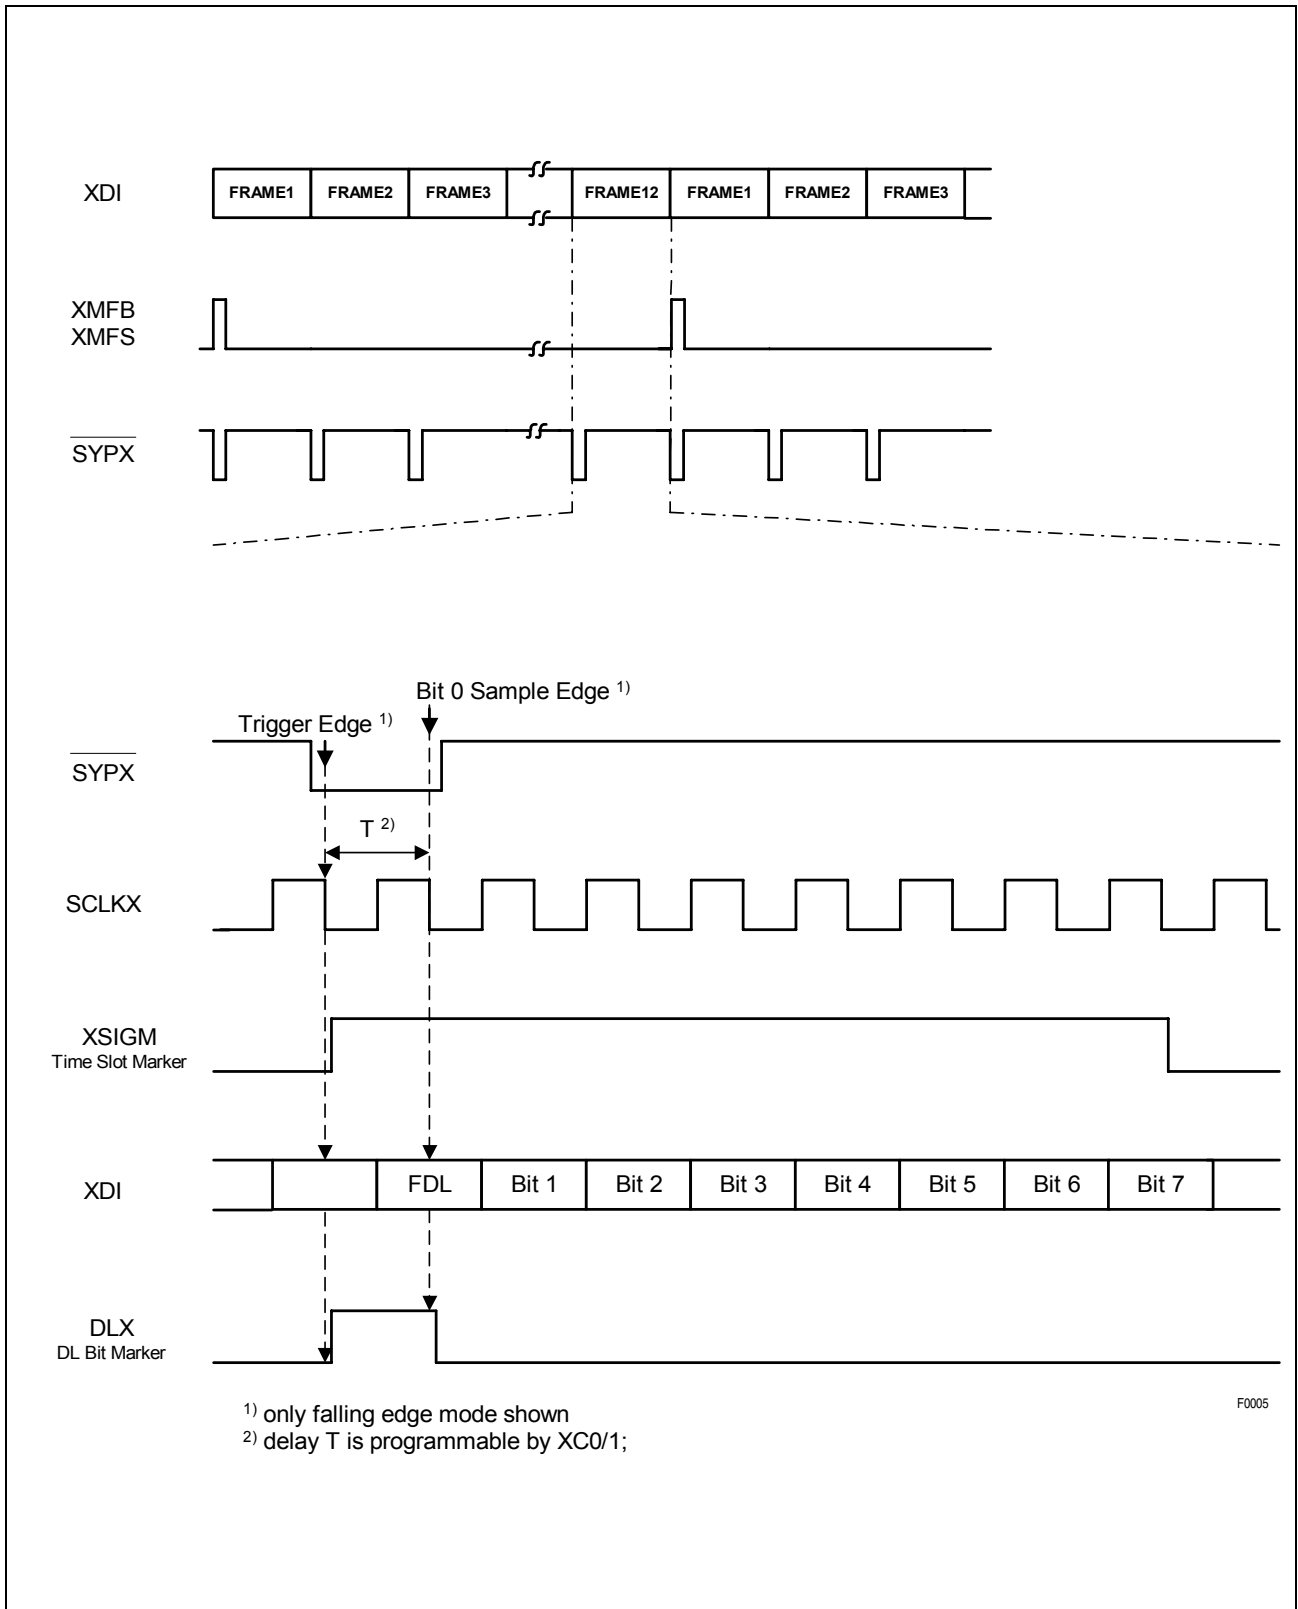 XDI
FRAME1 FRAME2 FRAME3 FRAME12 FRAME1 FRAME2 FRAME3
XMFB
XMFS
SYPX
Bit 0 Sample Edge 1)
Trigger Edge 1)
SYPX
T 2)
SCLKX
XSIGM
Time Slot Marker
XDI
FDL Bit 1 Bit 2 Bit 3 Bit 4 Bit 5 Bit 6 Bit 7
DLX
DL Bit Marker
1) only falling edge mode shown
2) delay T is programmable by XC0/1;
F0005